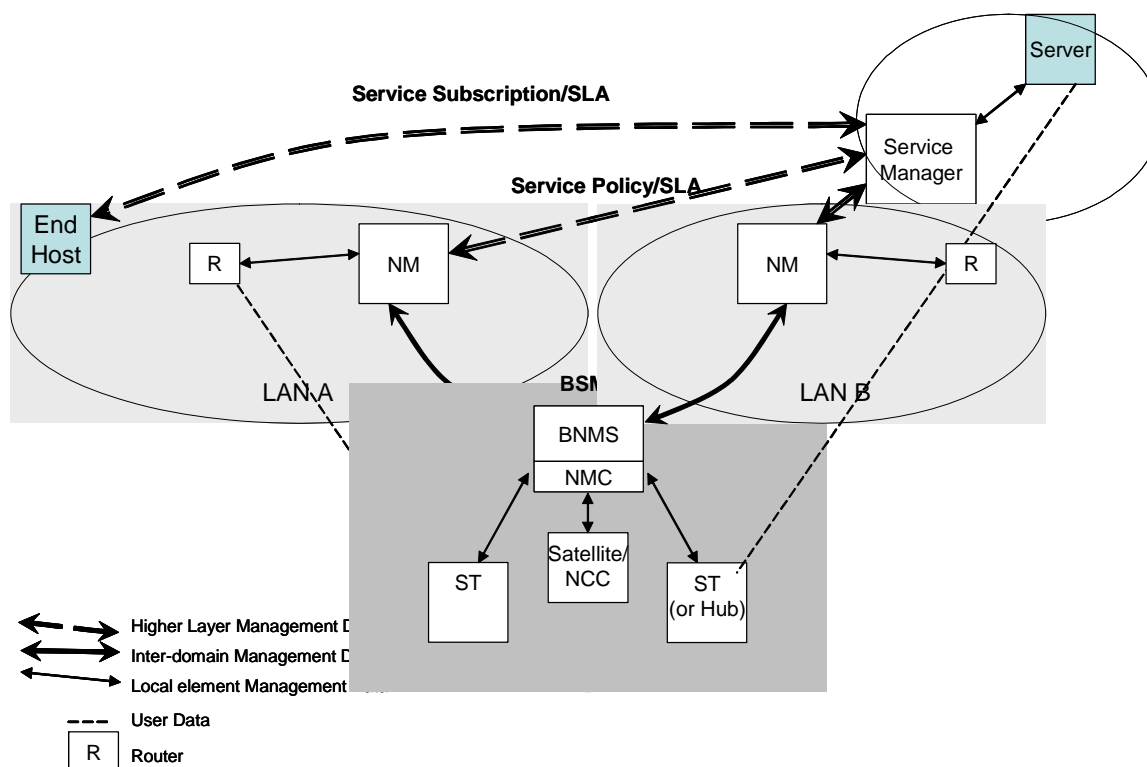 Server
Service Subscription/SLA
Service
Manager
Service Policy/SLA
End
Host
R
NM
NM
R
LAN A
LAN B
BNMS
NMC
Satellite/
NCC
ST
ST
(or Hub)
Higher Layer Management
Inter-domain Management
Local element Management
User Data
R
Router